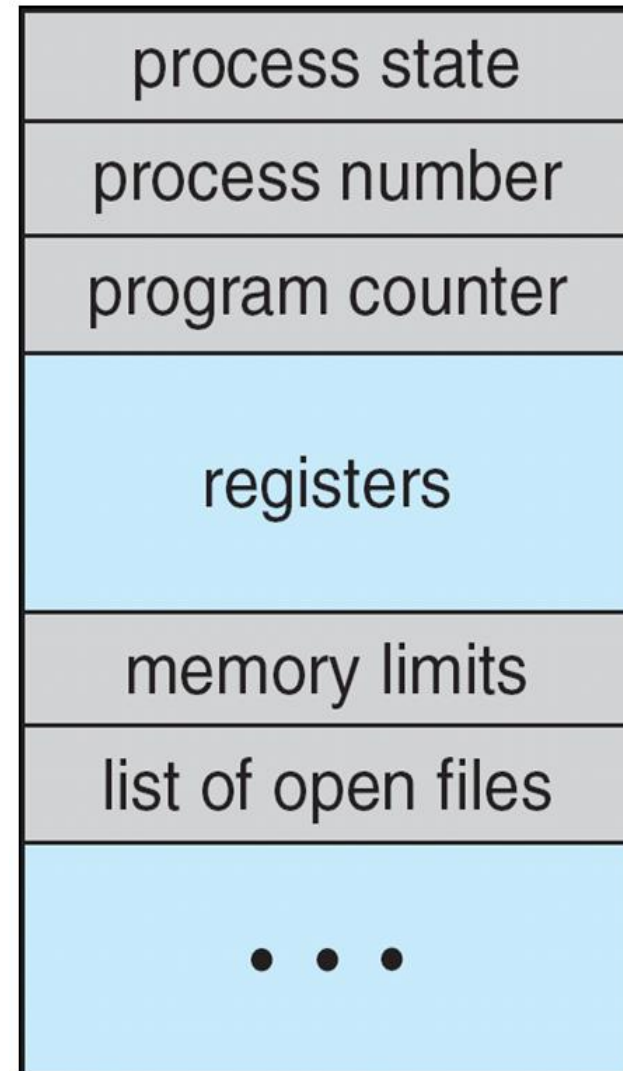 process state
process number
program counter
registers
memory limits
list of open files
• • •